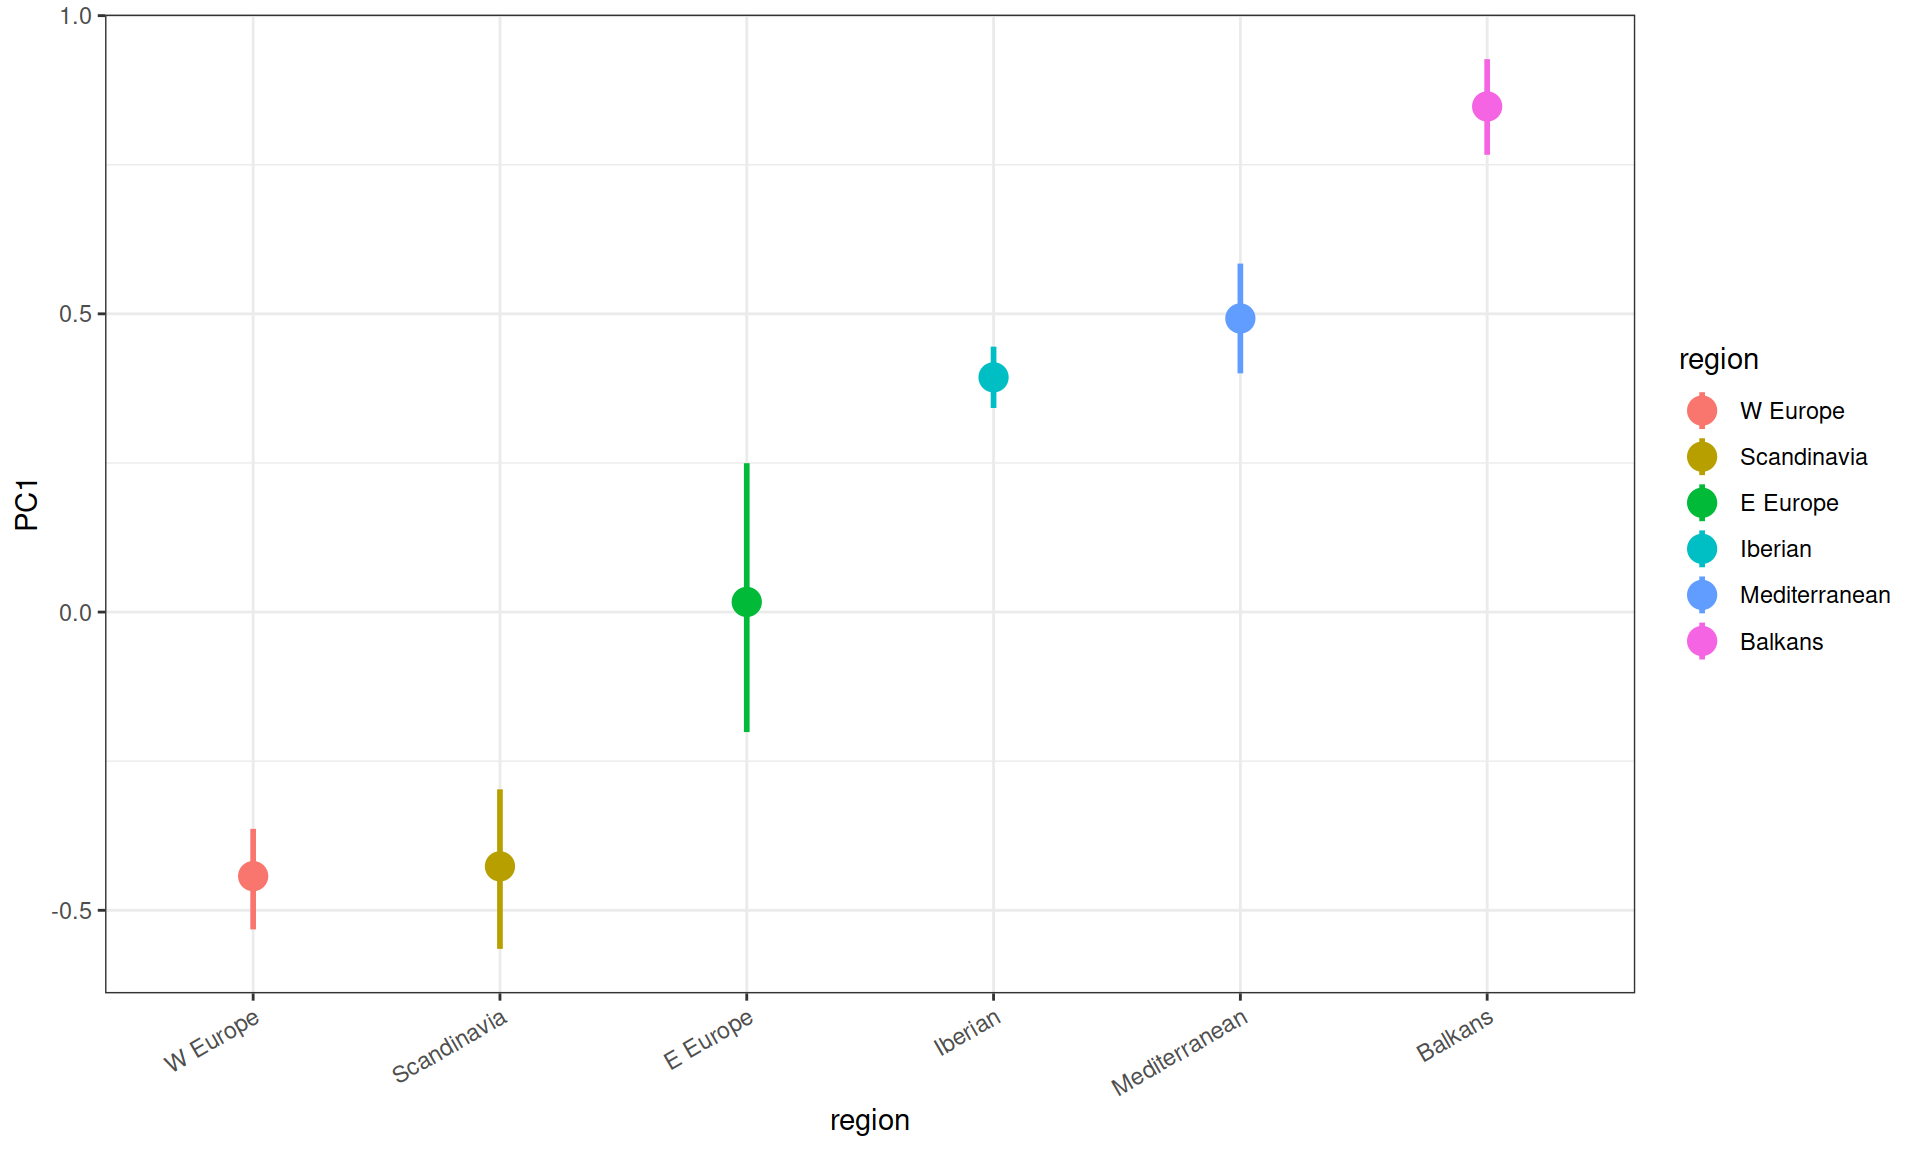 1.0
0.5
0.0
-0.5
PC1
W Europe
Scandinavia
E Europe
Iberian
Mediterranean
Balkans
region
region
W Europe
Scandinavia
E Europe
Iberian
Mediterranean
Balkans